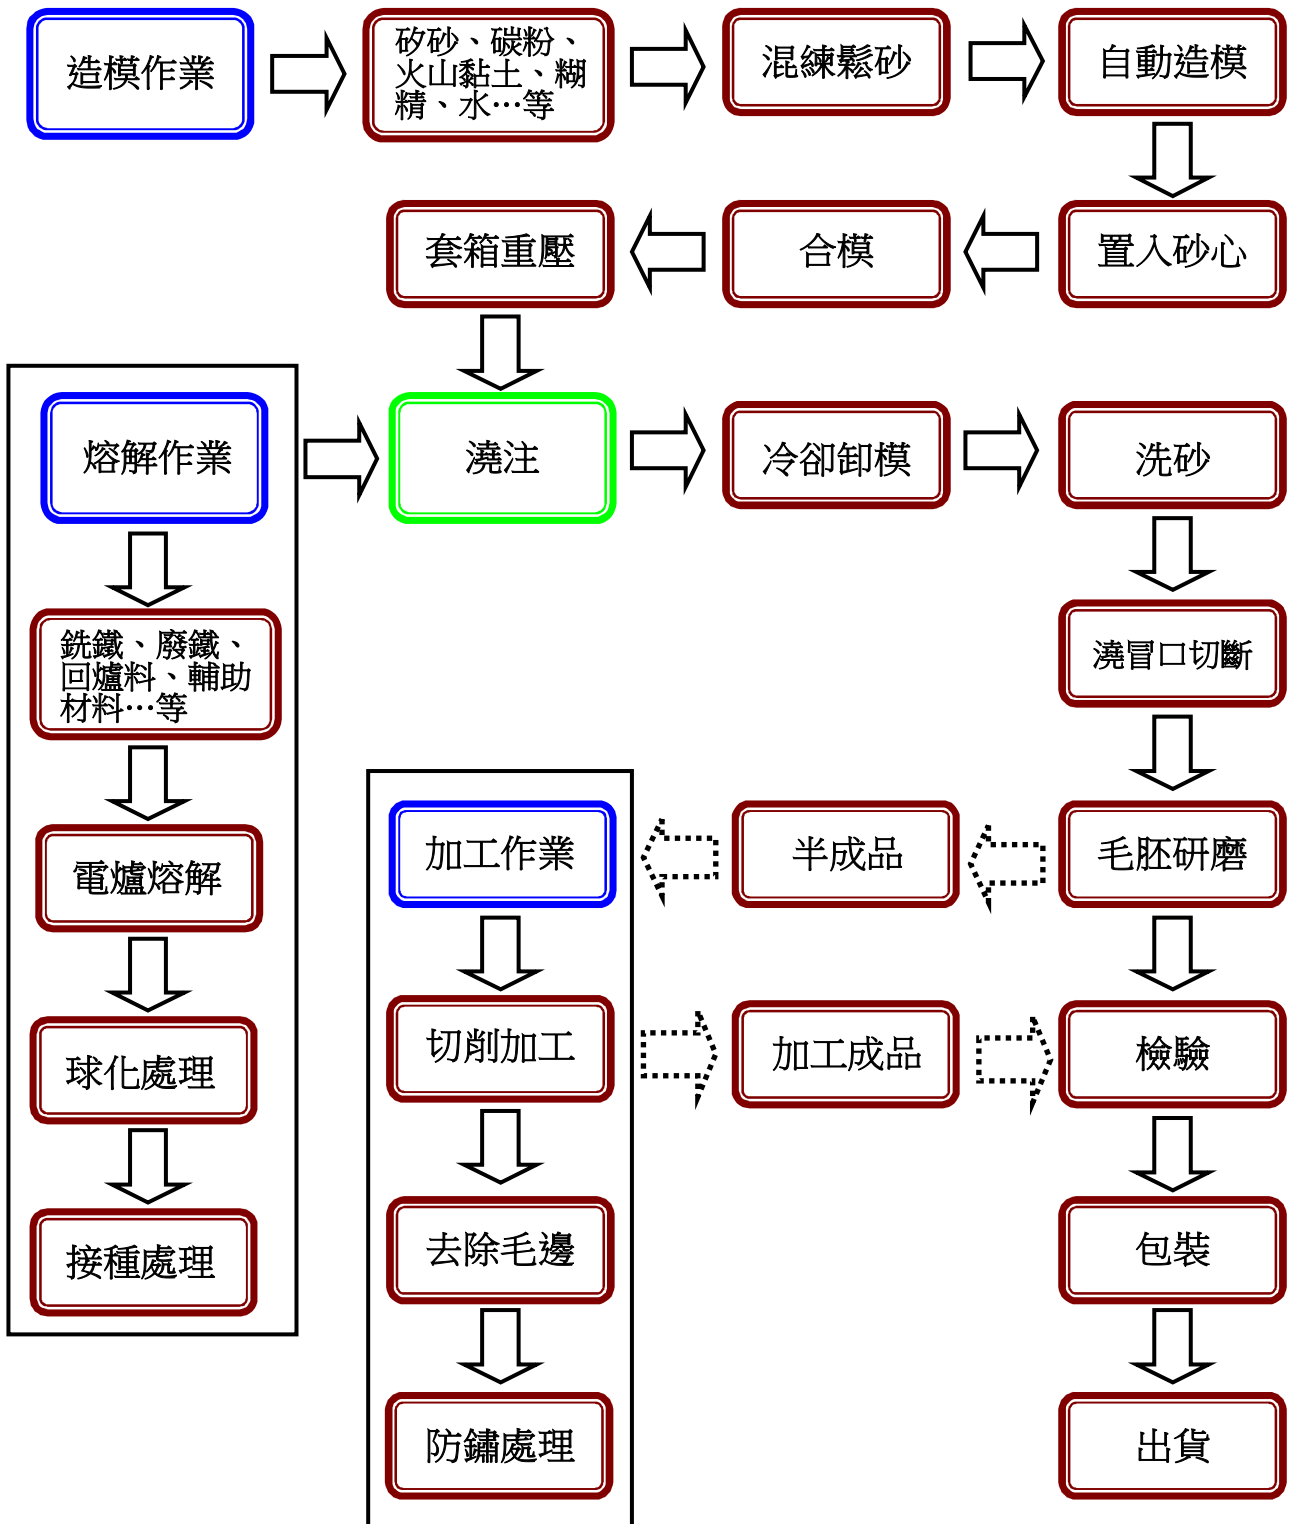 造模作業
矽砂、碳粉、
火山黏土、糊
精、水…等
混練鬆砂
自動造模
套箱重壓
合模
置入砂心
熔解作業
澆注
冷卻卸模
洗砂
銑鐵、廢鐵、
回爐料、輔助
材料…等
澆冒口切斷
電爐熔解
加工作業
半成品
毛胚研磨
球化處理
切削加工
加工成品
檢驗
接種處理
去除毛邊
包裝
防鏽處理
出貨